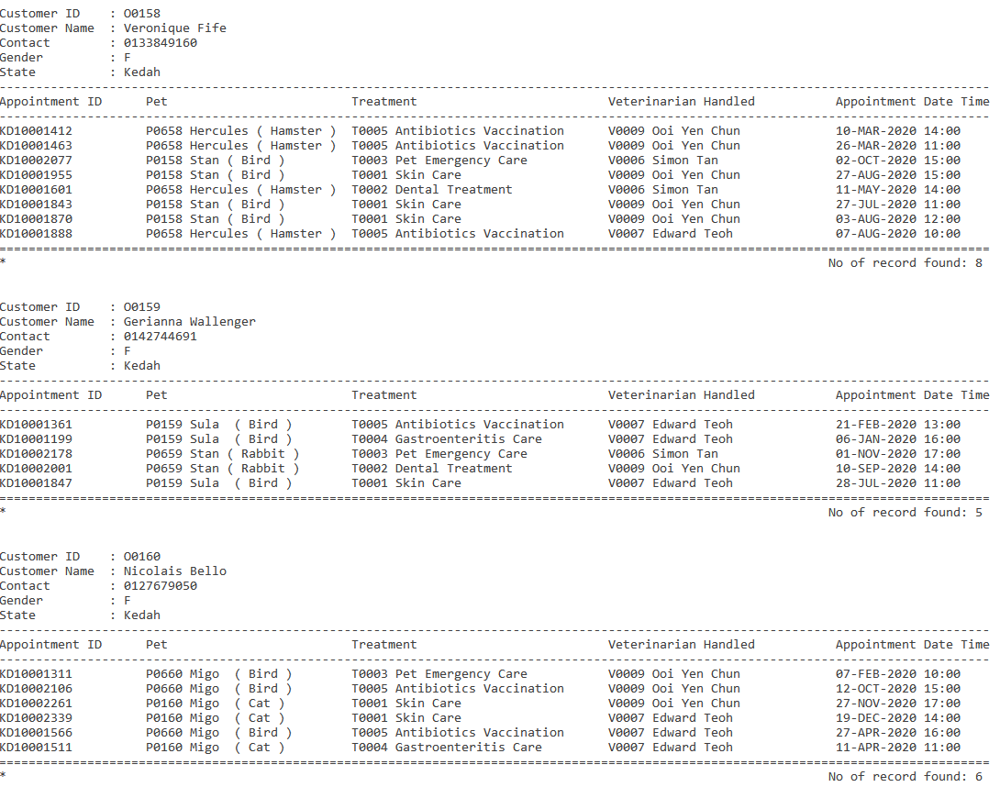 Customer ID    : O0158
Customer Name  : Veronique Fife
Contact        : 0133849160
Gender         : F
State          : Kedah
Appointment ID      Pet                         Treatment                          Veterinarian Handled           Appointment Date Time
KD10001412          P0658 Hercules ( Hamster )  T0005 Antibiotics Vaccination      V0009 Ooi Yen Chun             10-MAR-2020 14:00
KD10001463          P0658 Hercules ( Hamster )  T0005 Antibiotics Vaccination      V0009 Ooi Yen Chun             26-MAR-2020 11:00
KD10002077          P0158 Stan ( Bird )         T0003 Pet Emergency Care           V0006 Simon Tan                02-OCT-2020 15:00
KD10001955          P0158 Stan ( Bird )         T0001 Skin Care                    V0009 Ooi Yen Chun             27-AUG-2020 15:00
KD10001601          P0658 Hercules ( Hamster )  T0002 Dental Treatment             V0006 Simon Tan                11-MAY-2020 14:00
KD10001843          P0158 Stan ( Bird )         T0001 Skin Care                    V0009 Ooi Yen Chun             27-JUL-2020 11:00
KD10001870          P0158 Stan ( Bird )         T0001 Skin Care                    V0009 Ooi Yen Chun             03-AUG-2020 12:00
KD10001888          P0658 Hercules ( Hamster )  T0005 Antibiotics Vaccination      V0007 Edward Teoh              07-AUG-2020 10:00
*                                                                                                                No of record found: 8
Customer ID    : O0159
Customer Name  : Gerianna Wallenger
Contact        : 0142744691
Gender         : F
State          : Kedah
Appointment ID      Pet                         Treatment                          Veterinarian Handled           Appointment Date Time
KD10001361          P0159 Sula  ( Bird )        T0005 Antibiotics Vaccination      V0007 Edward Teoh              21-FEB-2020 13:00
KD10001199          P0159 Sula  ( Bird )        T0004 Gastroenteritis Care         V0007 Edward Teoh              06-JAN-2020 16:00
KD10002178          P0659 Stan ( Rabbit )       T0003 Pet Emergency Care           V0006 Simon Tan                01-NOV-2020 17:00
KD10002001          P0659 Stan ( Rabbit )       T0002 Dental Treatment             V0009 Ooi Yen Chun             10-SEP-2020 14:00
KD10001847          P0159 Sula  ( Bird )        T0001 Skin Care                    V0007 Edward Teoh              28-JUL-2020 11:00
*                                                                                                                No of record found: 5
Customer ID    : O0160
Customer Name  : Nicolais Bello
Contact        : 0127679050
Gender         : F
State          : Kedah
Appointment ID      Pet                         Treatment                          Veterinarian Handled           Appointment Date Time
KD10001311          P0660 Migo  ( Bird )        T0003 Pet Emergency Care           V0009 Ooi Yen Chun             07-FEB-2020 10:00
KD10002106          P0660 Migo  ( Bird )        T0005 Antibiotics Vaccination      V0009 Ooi Yen Chun             12-OCT-2020 15:00
KD10002261          P0160 Migo  ( Cat )         T0001 Skin Care                    V0009 Ooi Yen Chun             27-NOV-2020 17:00
KD10002339          P0160 Migo  ( Cat )         T0001 Skin Care                    V0007 Edward Teoh              19-DEC-2020 14:00
KD10001566          P0660 Migo  ( Bird )        T0005 Antibiotics Vaccination      V0007 Edward Teoh              27-APR-2020 16:00
KD10001511          P0160 Migo  ( Cat )         T0004 Gastroenteritis Care         V0007 Edward Teoh              11-APR-2020 11:00
*                                                                                                                No of record found: 6